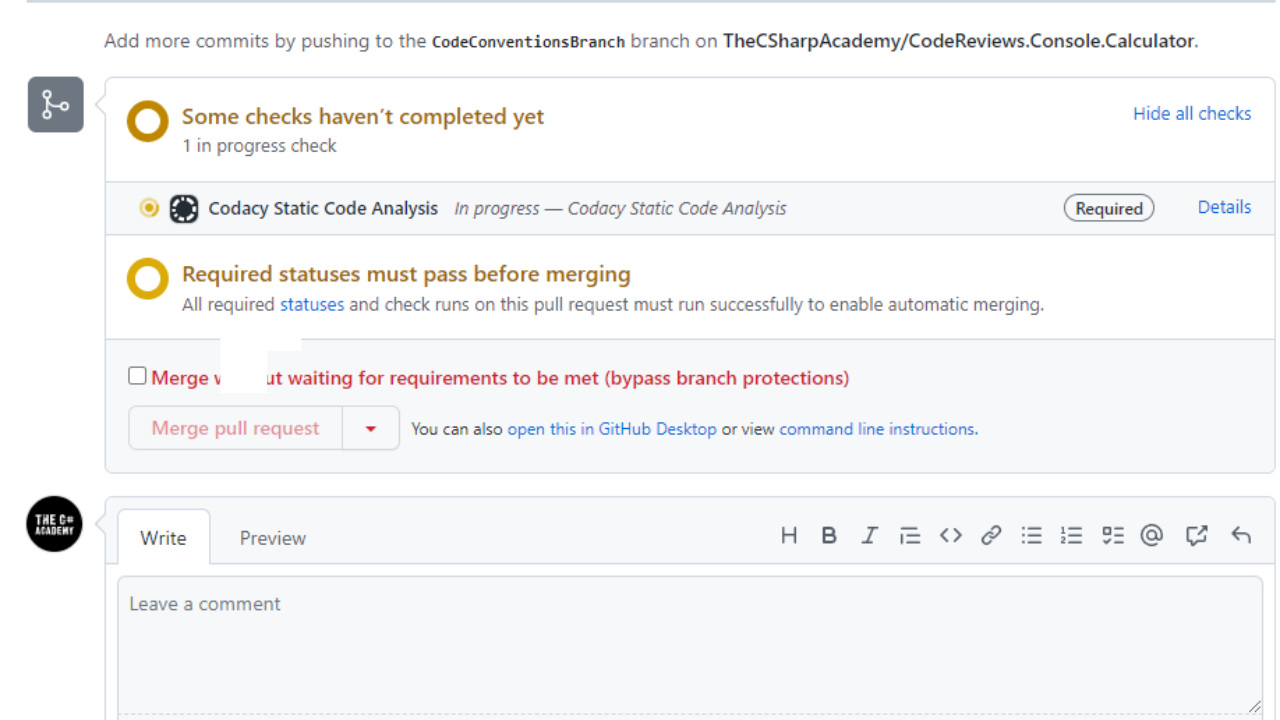 Add more commits by pushing to the CodeConventionsBranch branch on TheCSharpAcademy/CodeReviews.Console.Calculator.
Some checks haven't completed yet
Hide all checks
1 in progress check
Codacy Static Code Analysis In progress — Codacy Static Code Analysis Required Details
Required statuses must pass before merging
All required statuses and check runs on this pull request must run successfully to enable automatic merging.
Merge waiting for requirements to be met (bypass branch protections)
Merge pull request You can also open this in GitHub Desktop or view command line instructions.
THE C#
ACADEMY
Write Preview
Leave a comment